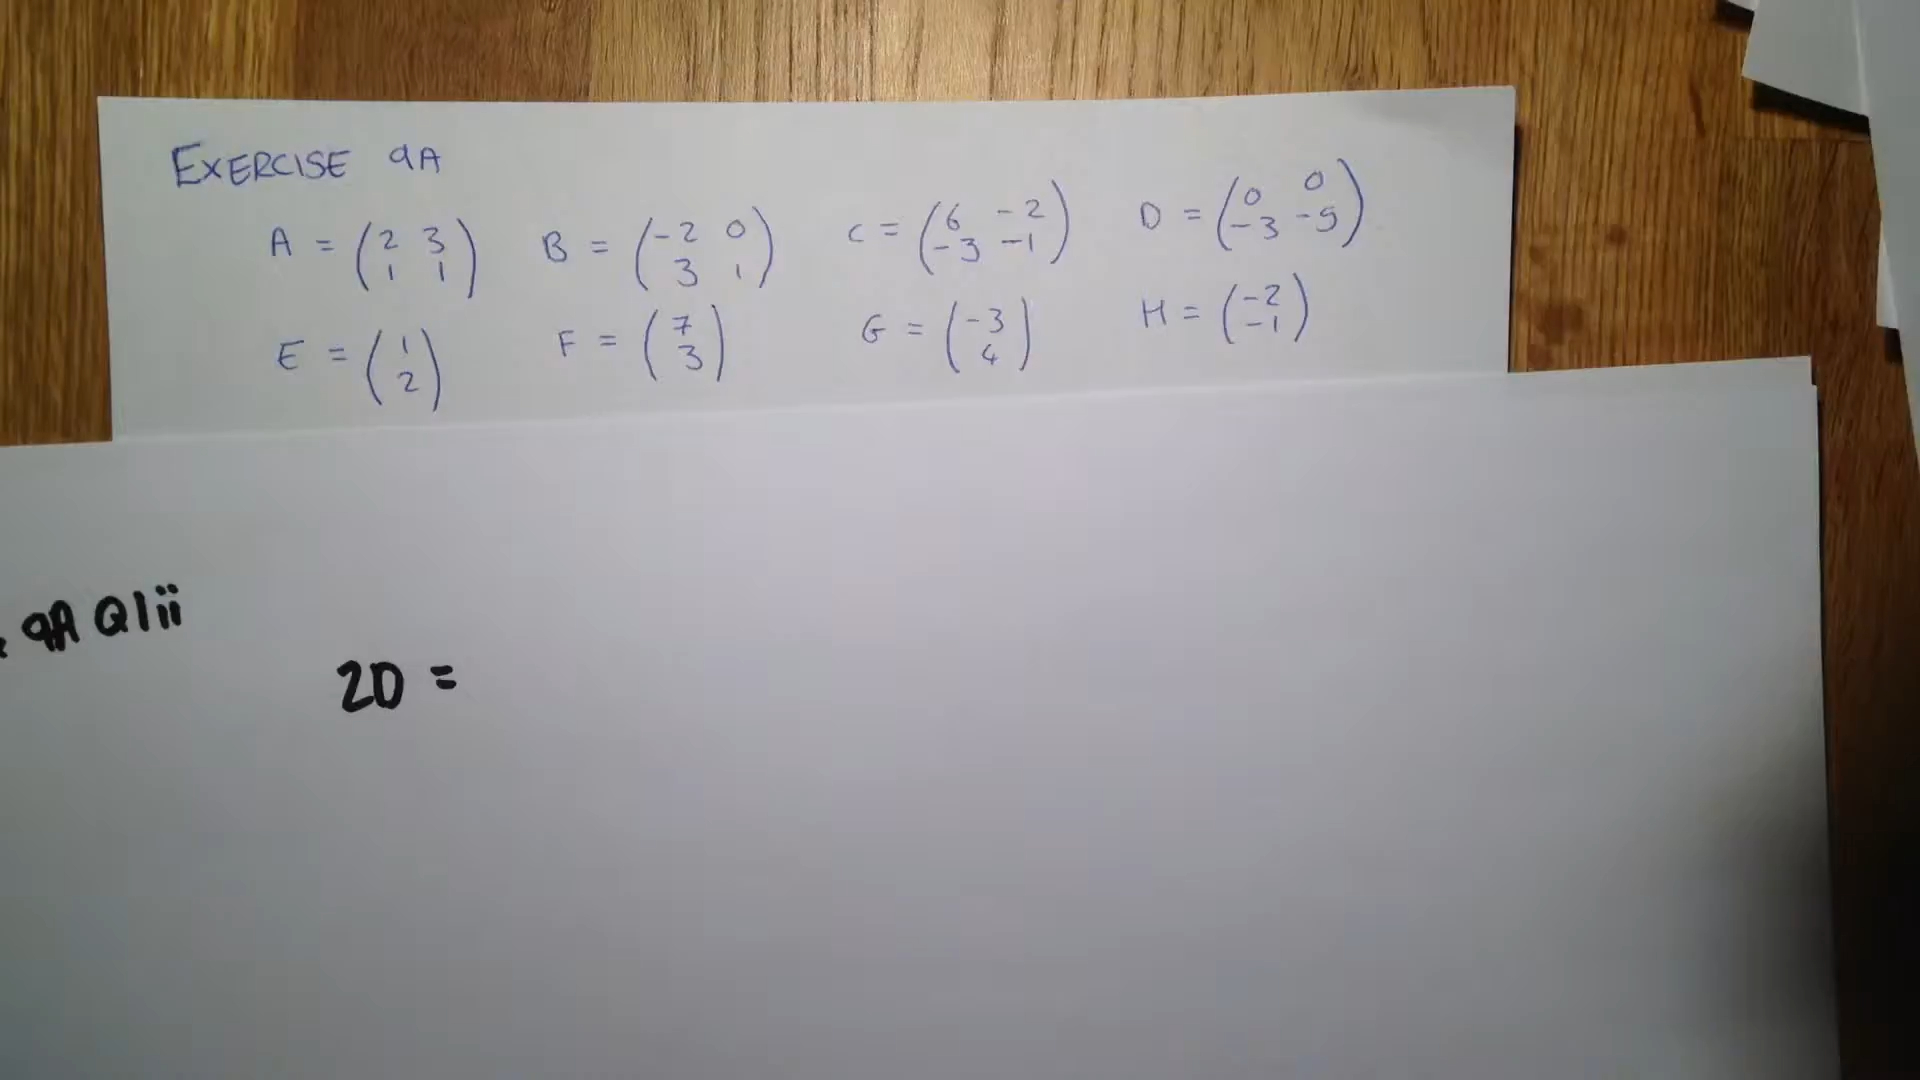 EXERCISE 9A
A = (2 3
1 1) B = (-2 0
3 1) C = (6 -2
-3 -1) D = (0 0
-3 -5)
E = (1
2) F = (7
3) G = (-3
4) H = (-2
-1)
9A Q1ii
2D =